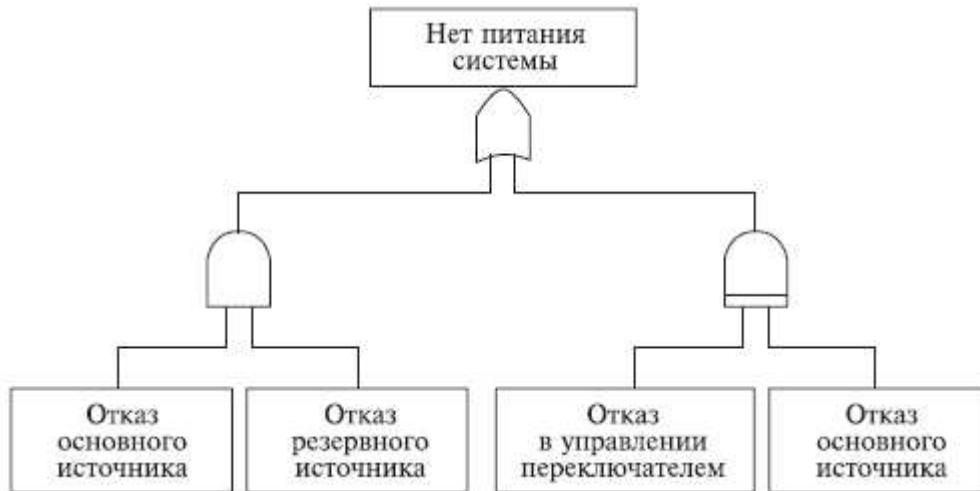 Нет питания
системы
Отказ
основного
источника
Отказ
резервного
источника
Отказ
в управлении
переключателем
Отказ
основного
источника